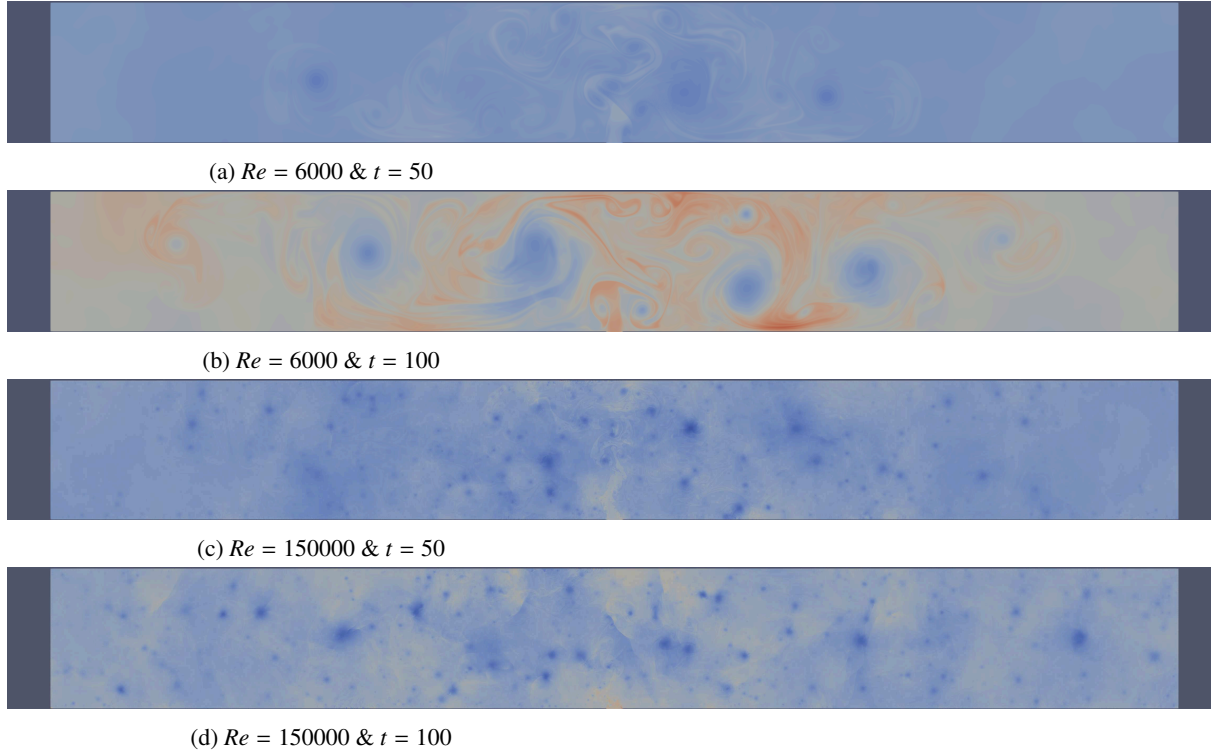 (a) Re = 6000 & t = 50
(b) Re = 6000 & t = 100
(c) Re = 150000 & t = 50
(d) Re = 150000 & t = 100